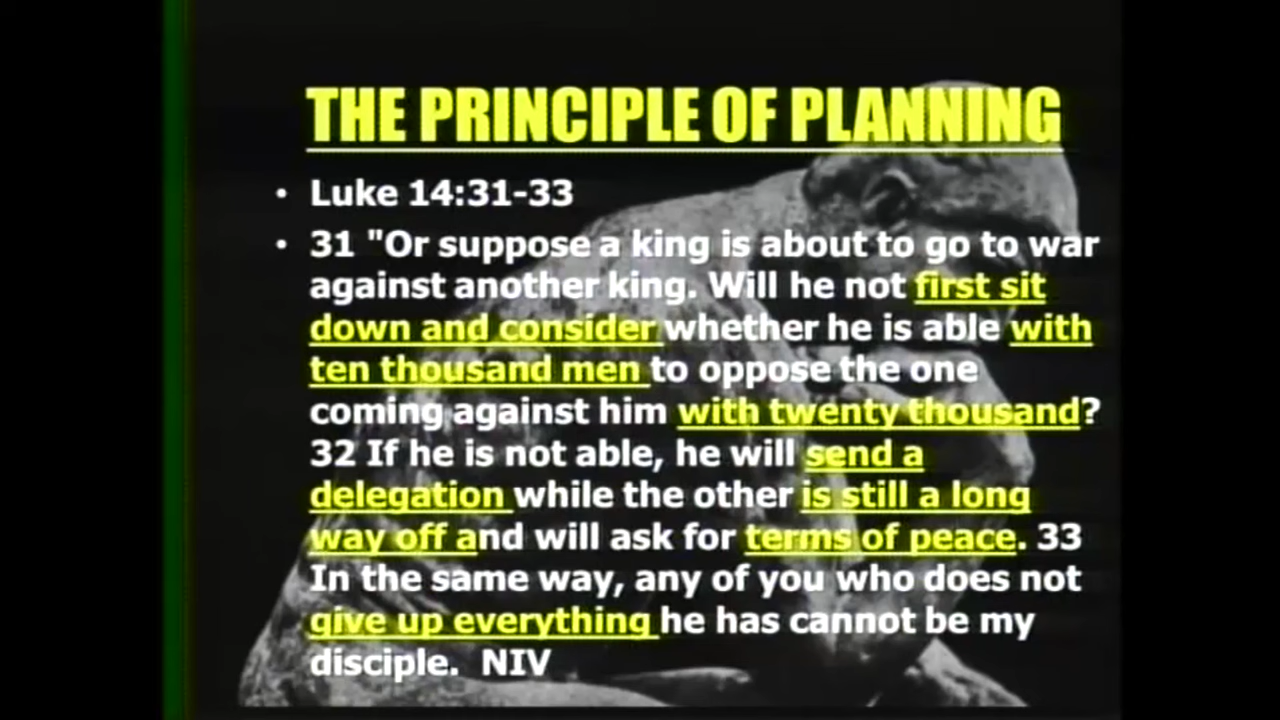 THE PRINCIPLE OF PLANNING
• Luke 14:31-33
• 31 "Or suppose a king is about to go to war
against another king. Will he not first sit
down and consider whether he is able with
ten thousand men to oppose the one
coming against him with twenty thousand?
32 If he is not able, he will send a
delegation while the other is still a long
way off and will ask for terms of peace. 33
In the same way, any of you who does not
give up everything he has cannot be my
disciple.  NIV